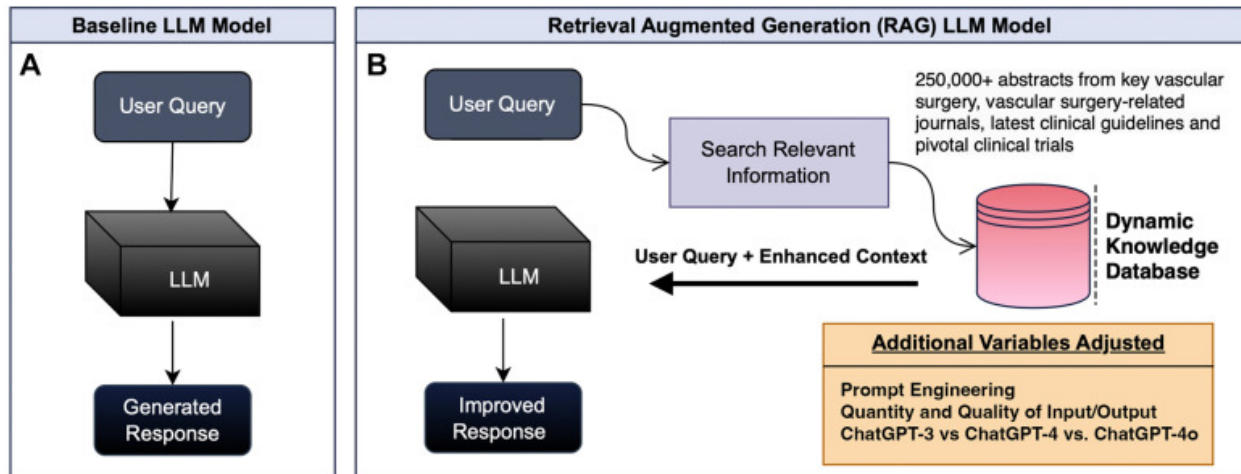 Baseline LLM Model
A
User Query
LLM
Generated
Response
Retrieval Augmented Generation (RAG) LLM Model
B
User Query
Search Relevant
Information
250,000+ abstracts from key vascular
surgery, vascular surgery-related
journals, latest clinical guidelines and
pivotal clinical trials
Dynamic
Knowledge
Database
User Query + Enhanced Context
LLM
Improved
Response
Additional Variables Adjusted
Prompt Engineering
Quantity and Quality of Input/Output
ChatGPT-3 vs ChatGPT-4 vs. ChatGPT-4o